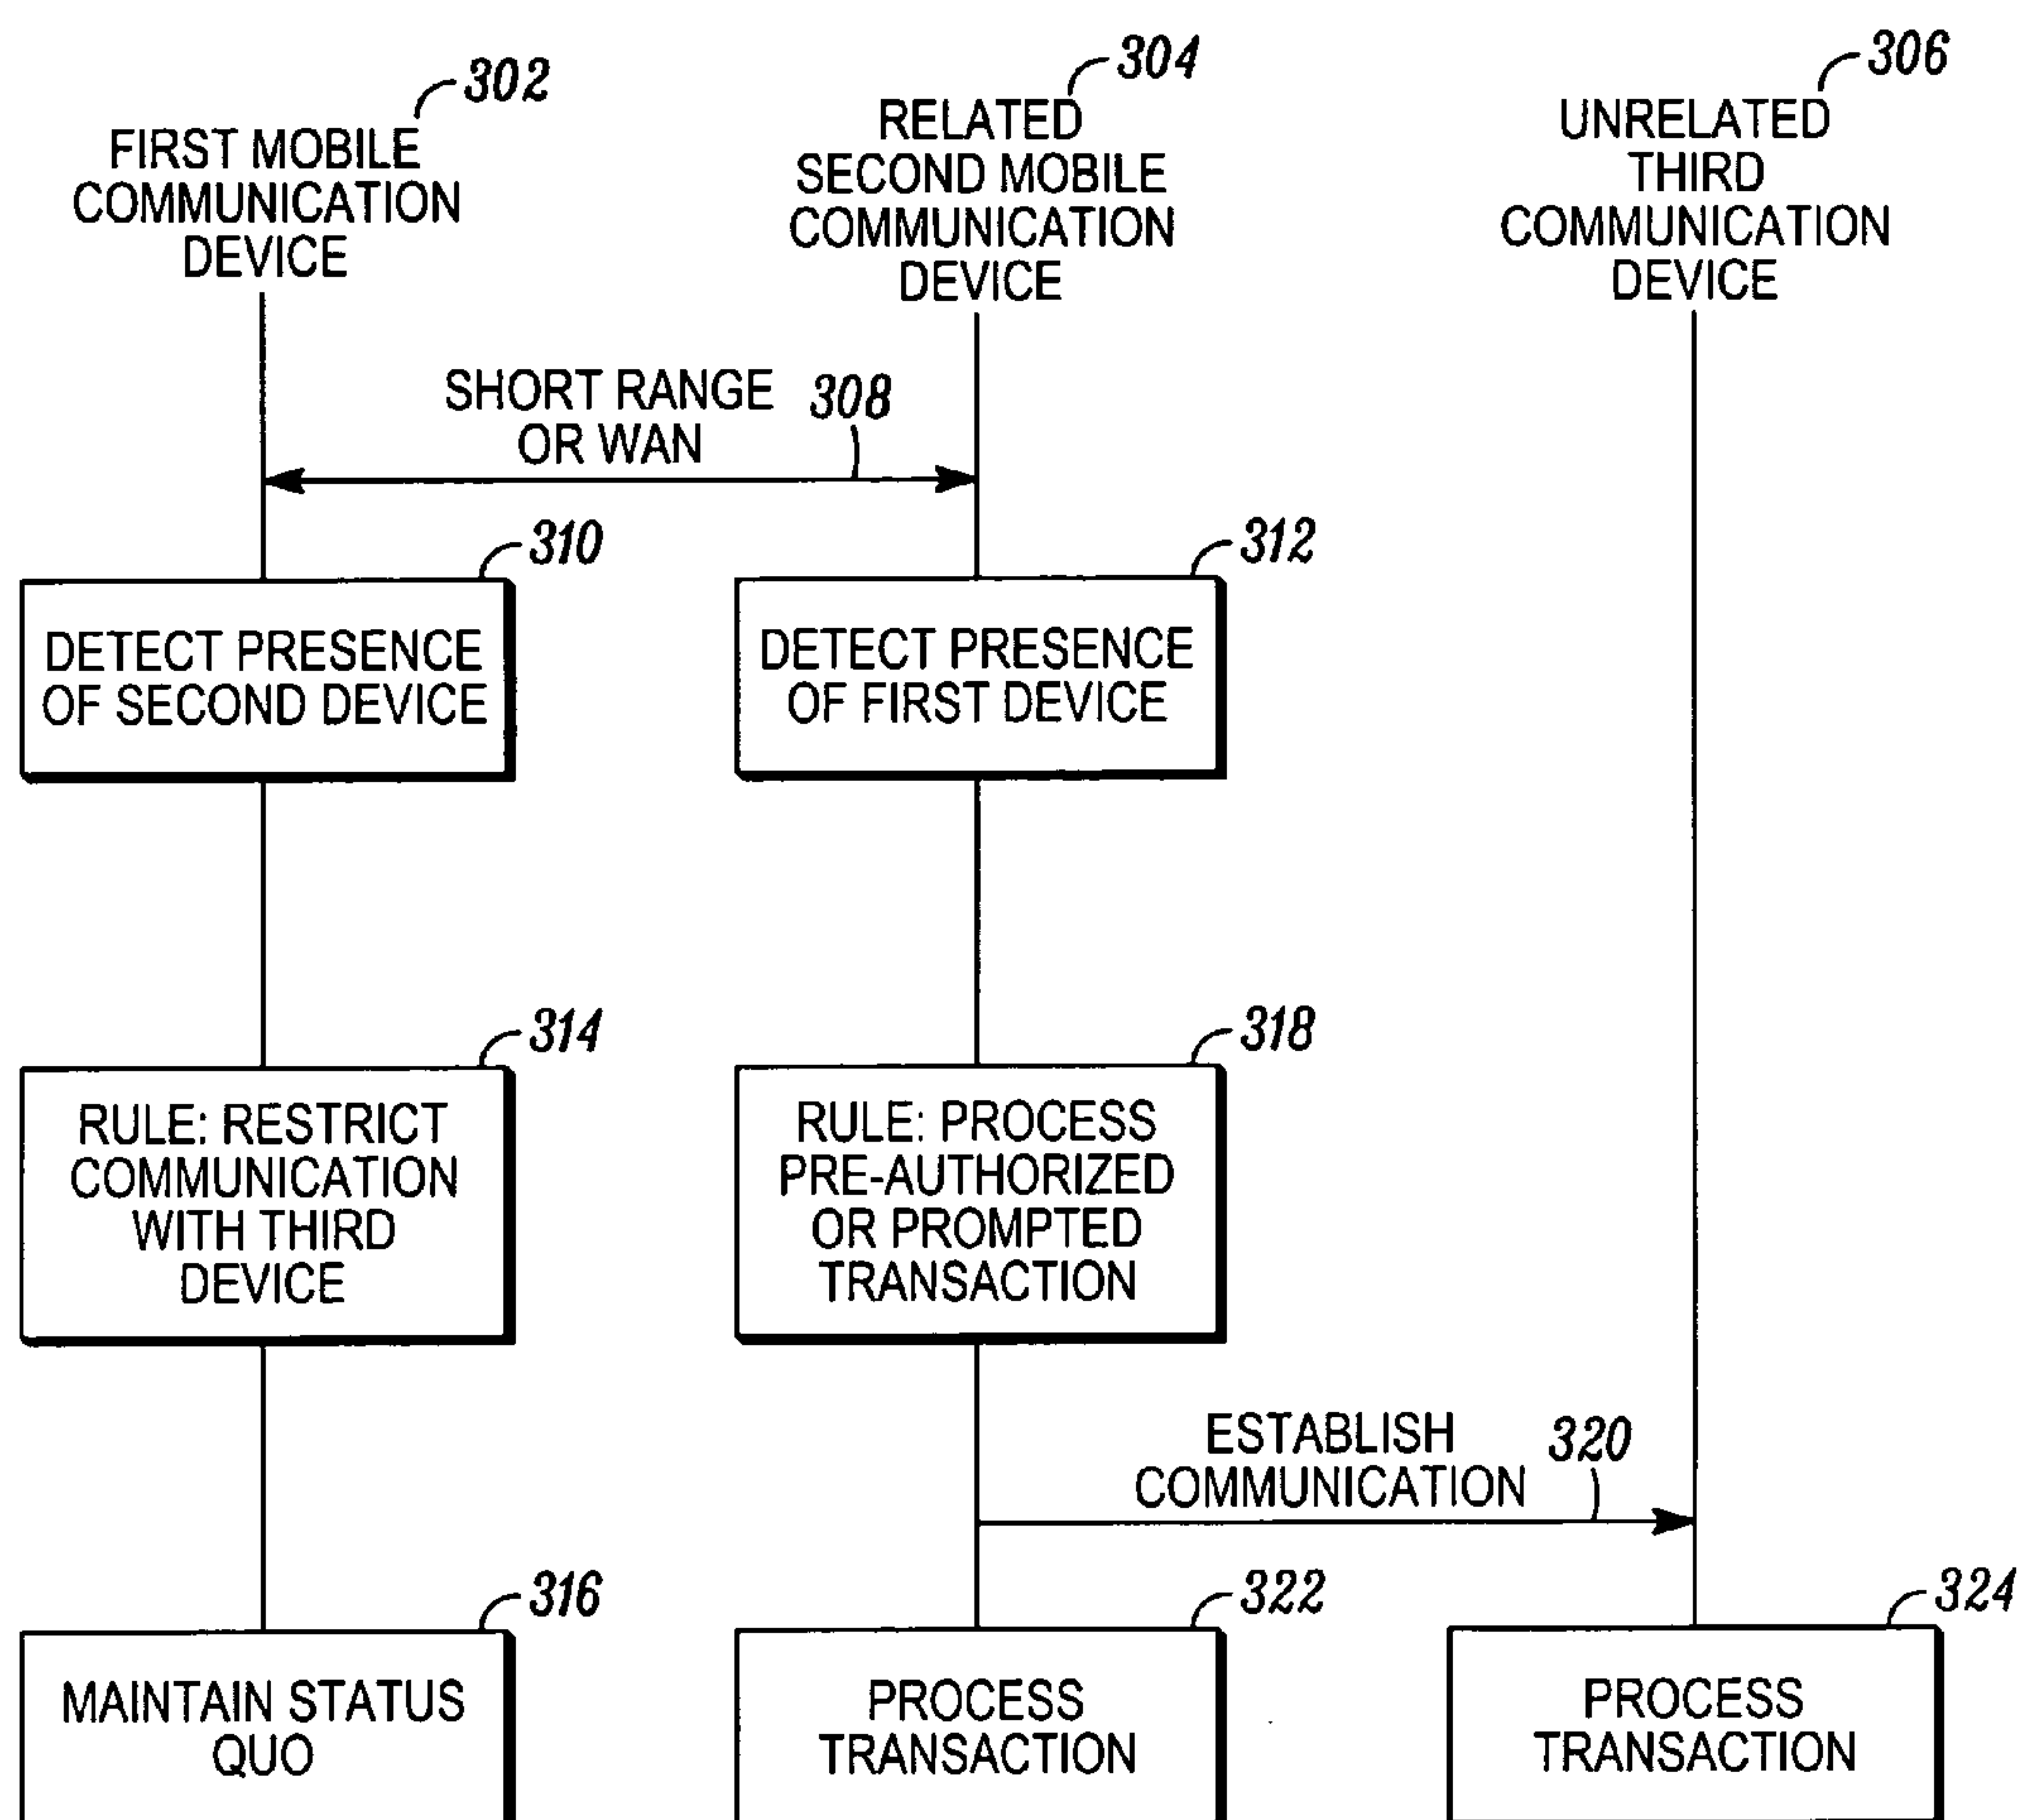 302
FIRST MOBILE
COMMUNICATION
DEVICE
304
RELATED
SECOND MOBILE
COMMUNICATION
DEVICE
306
UNRELATED
THIRD
COMMUNICATION
DEVICE
SHORT RANGE
OR WAN
308
310
DETECT PRESENCE
OF SECOND DEVICE
312
DETECT PRESENCE
OF FIRST DEVICE
314
RULE: RESTRICT
COMMUNICATION
WITH THIRD
DEVICE
318
RULE: PROCESS
PRE-AUTHORIZED
OR PROMPTED
TRANSACTION
ESTABLISH
COMMUNICATION
320
316
MAINTAIN STATUS
QUO
322
PROCESS
TRANSACTION
324
PROCESS
TRANSACTION